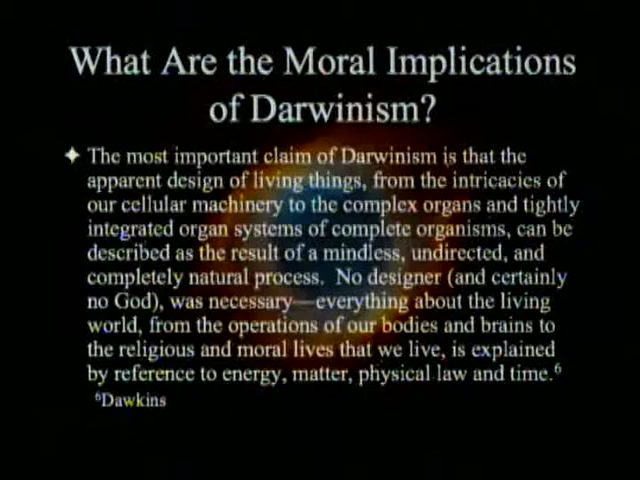 What Are the Moral Implications
of Darwinism?
The most important claim of Darwinism is that the
apparent design of living things, from the intricacies of
our cellular machinery to the complex organs and tightly
integrated organ systems of complete organisms, can be
described as the result of a mindless, undirected, and
completely natural process. No designer (and certainly
no God), was necessary—everything about the living
world, from the operations of our bodies and brains to
the religious and moral lives that we live, is explained
by reference to energy, matter, physical law and time.⁶
⁶Dawkins